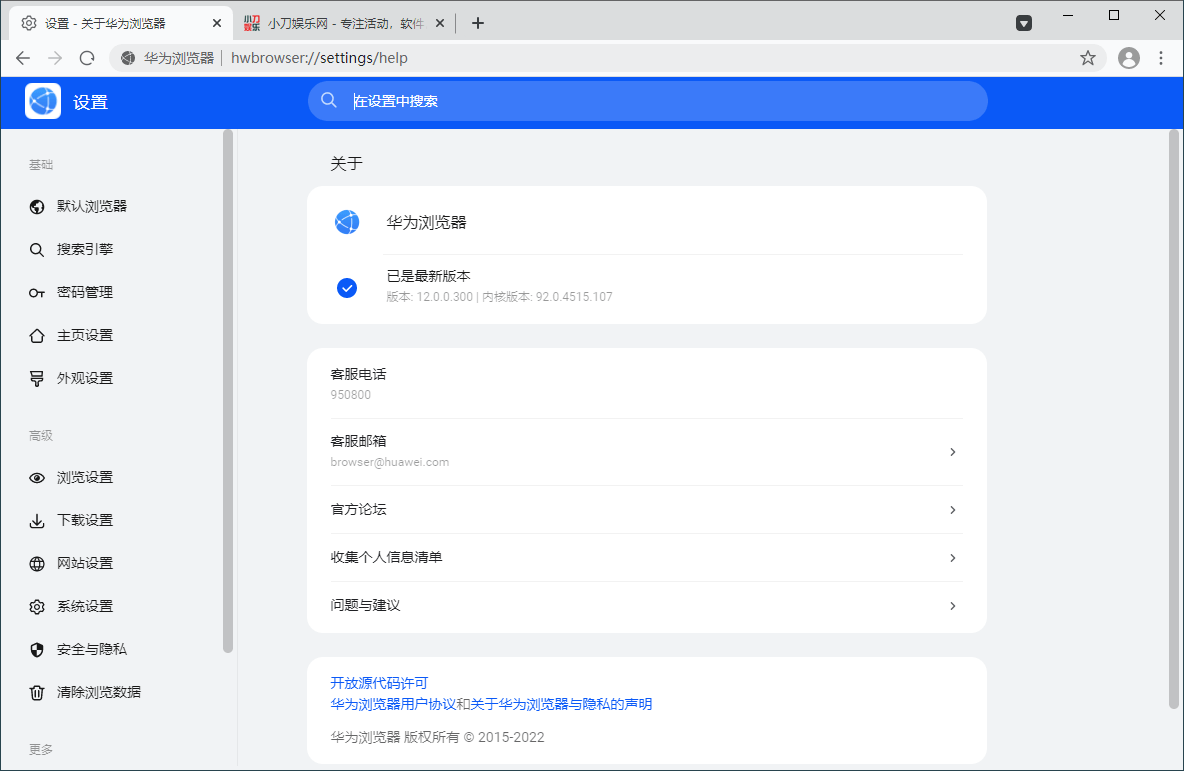 设置 - 关于华为浏览器
小刀娱乐网 - 专注活动，软件
华为浏览器 | hwbrowser://settings/help
设置
在设置中搜索
基础
默认浏览器
搜索引擎
密码管理
主页设置
外观设置
高级
浏览设置
下载设置
网站设置
系统设置
安全与隐私
清除浏览数据
更多
关于
华为浏览器
已是最新版本
版本: 12.0.0.300 | 内核版本: 92.0.4515.107
客服电话
950800
客服邮箱
browser@huawei.com
官方论坛
收集个人信息清单
问题与建议
开放源代码许可
华为浏览器用户协议和关于华为浏览器与隐私的声明
华为浏览器 版权所有 © 2015-2022